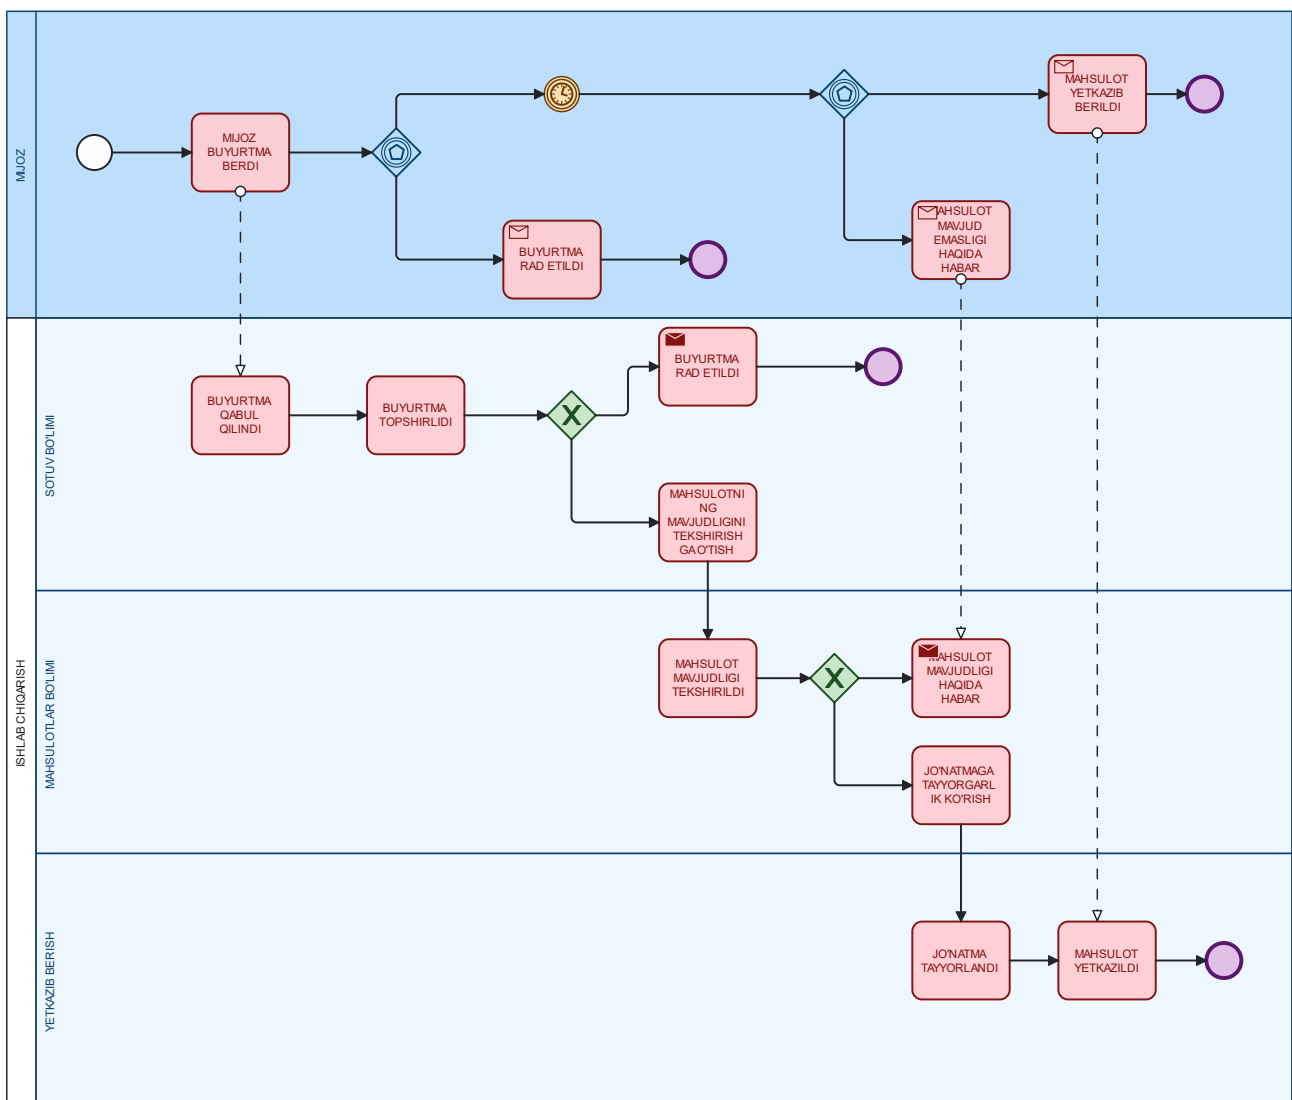 MIJOZ
MIJOZ
BUYURTMA
BERDI
BUYURTMA
RAD ETILDI
MAHSULOT
YETKAZIB
BERILDI
MAHSULOT
MAVJUD
EMASLIGI
HAQIDA
HABAR
ISHLAB CHIQARISH
SOTUV BO'LIMI
BUYURTMA
QABUL
QILINDI
BUYURTMA
TOPSHIRLIDI
BUYURTMA
RAD ETILDI
MAHSULOTNI
NG
MAVJUDLIGINI
TEKSHIRISH
GA O'TISH
MAHSULOTLAR BO'LIMI
MAHSULOT
MAVJUDLIGI
TEKSHIRILDI
MAHSULOT
MAVJUDLIGI
HAQIDA
HABAR
JO'NATMAGA
TAYYORGARL
IK KO'RISH
YETKAZIB BERISH
JO'NATMA
TAYYORLANDI
MAHSULOT
YETKAZILDI